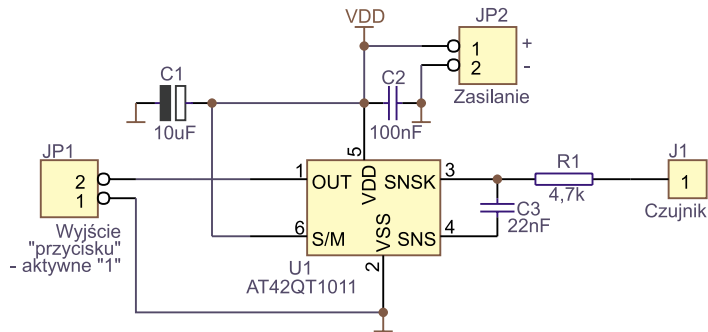 VDD
JP2
1 +
2 -
Zasilanie
C1
10uF
C2
100nF
JP1
2
1
Wyjście
"przycisku"
- aktywne "1"
1
OUT
5
VDD
SNSK
3
6
S/M
VSS
SNS
4
2
U1
AT42QT1011
C3
22nF
R1
4,7k
J1
1
Czujnik